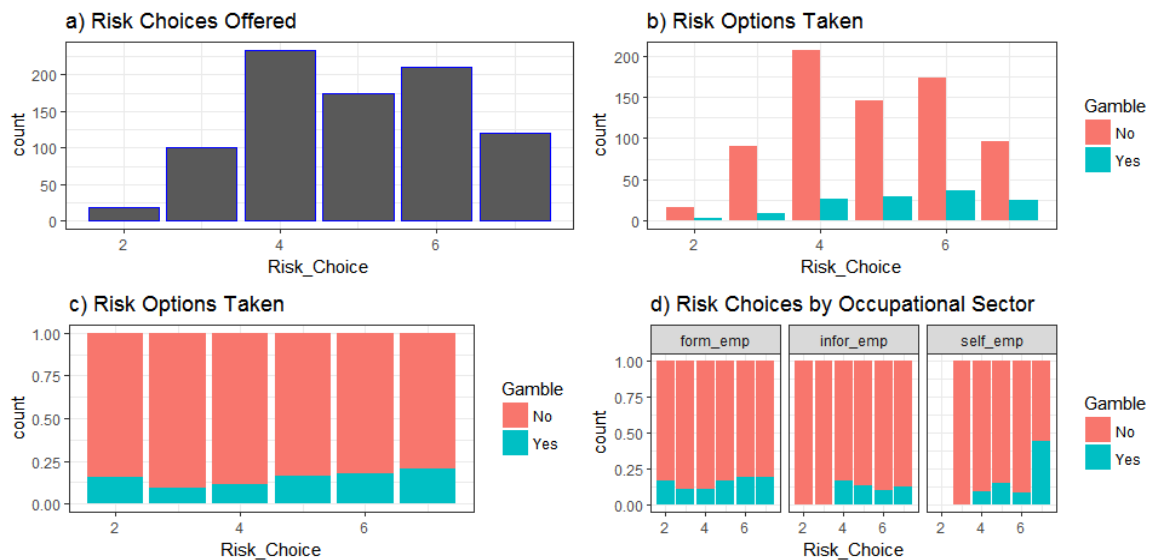 a) Risk Choices Offered
200
150
100
50
0
count
2 4 6
Risk_Choice
b) Risk Options Taken
200
150
100
50
0
count
2 4 6
Risk_Choice
Gamble
No
Yes
c) Risk Options Taken
1.00
0.75
0.50
0.25
0.00
count
2 4 6
Risk_Choice
Gamble
No
Yes
d) Risk Choices by Occupational Sector
form_emp infor_emp self_emp
1.00
0.75
0.50
0.25
0.00
count
2 4 6 2 4 6 2 4 6
Risk_Choice
Gamble
No
Yes